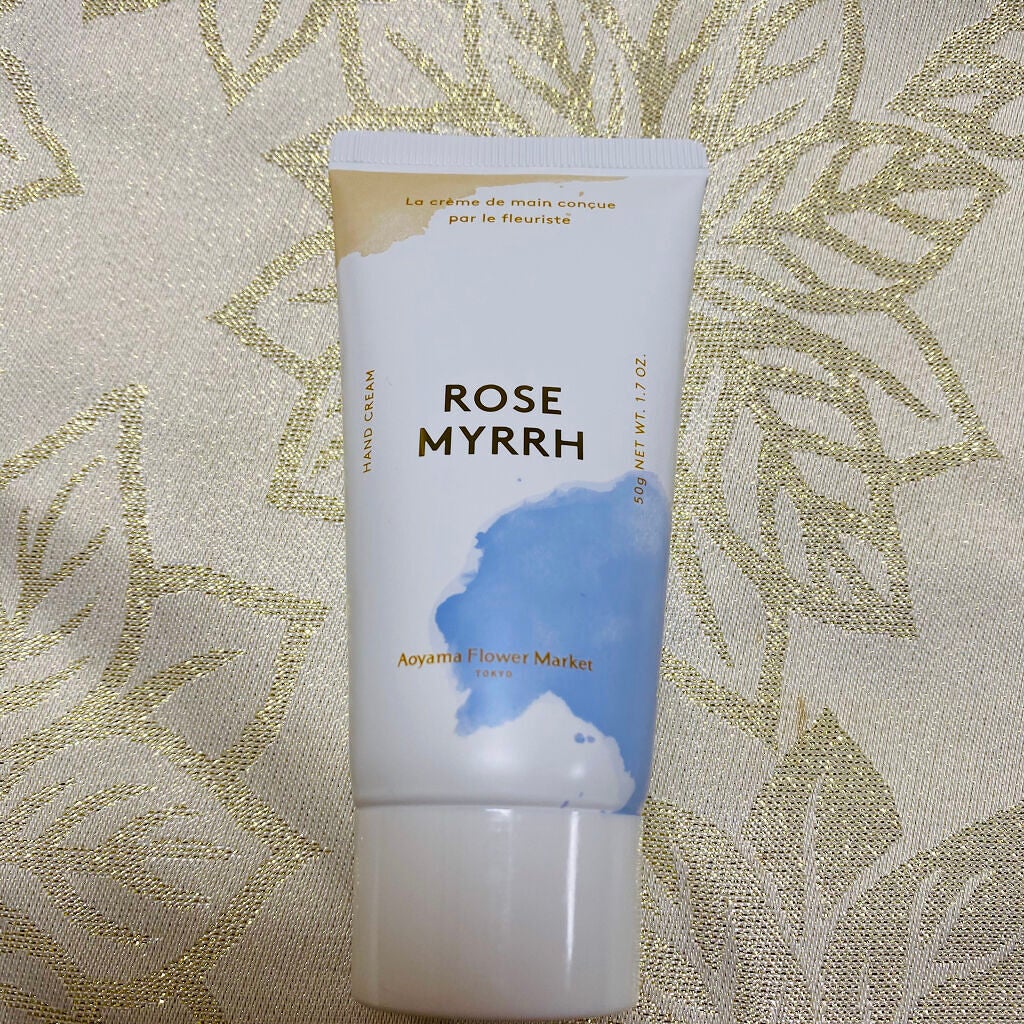 La crème de main conçue
par le fleuriste™
HAND CREAM
ROSE
MYRRH
50g NET WT. 1.7 OZ.
Aoyama Flower Market
TOKYO